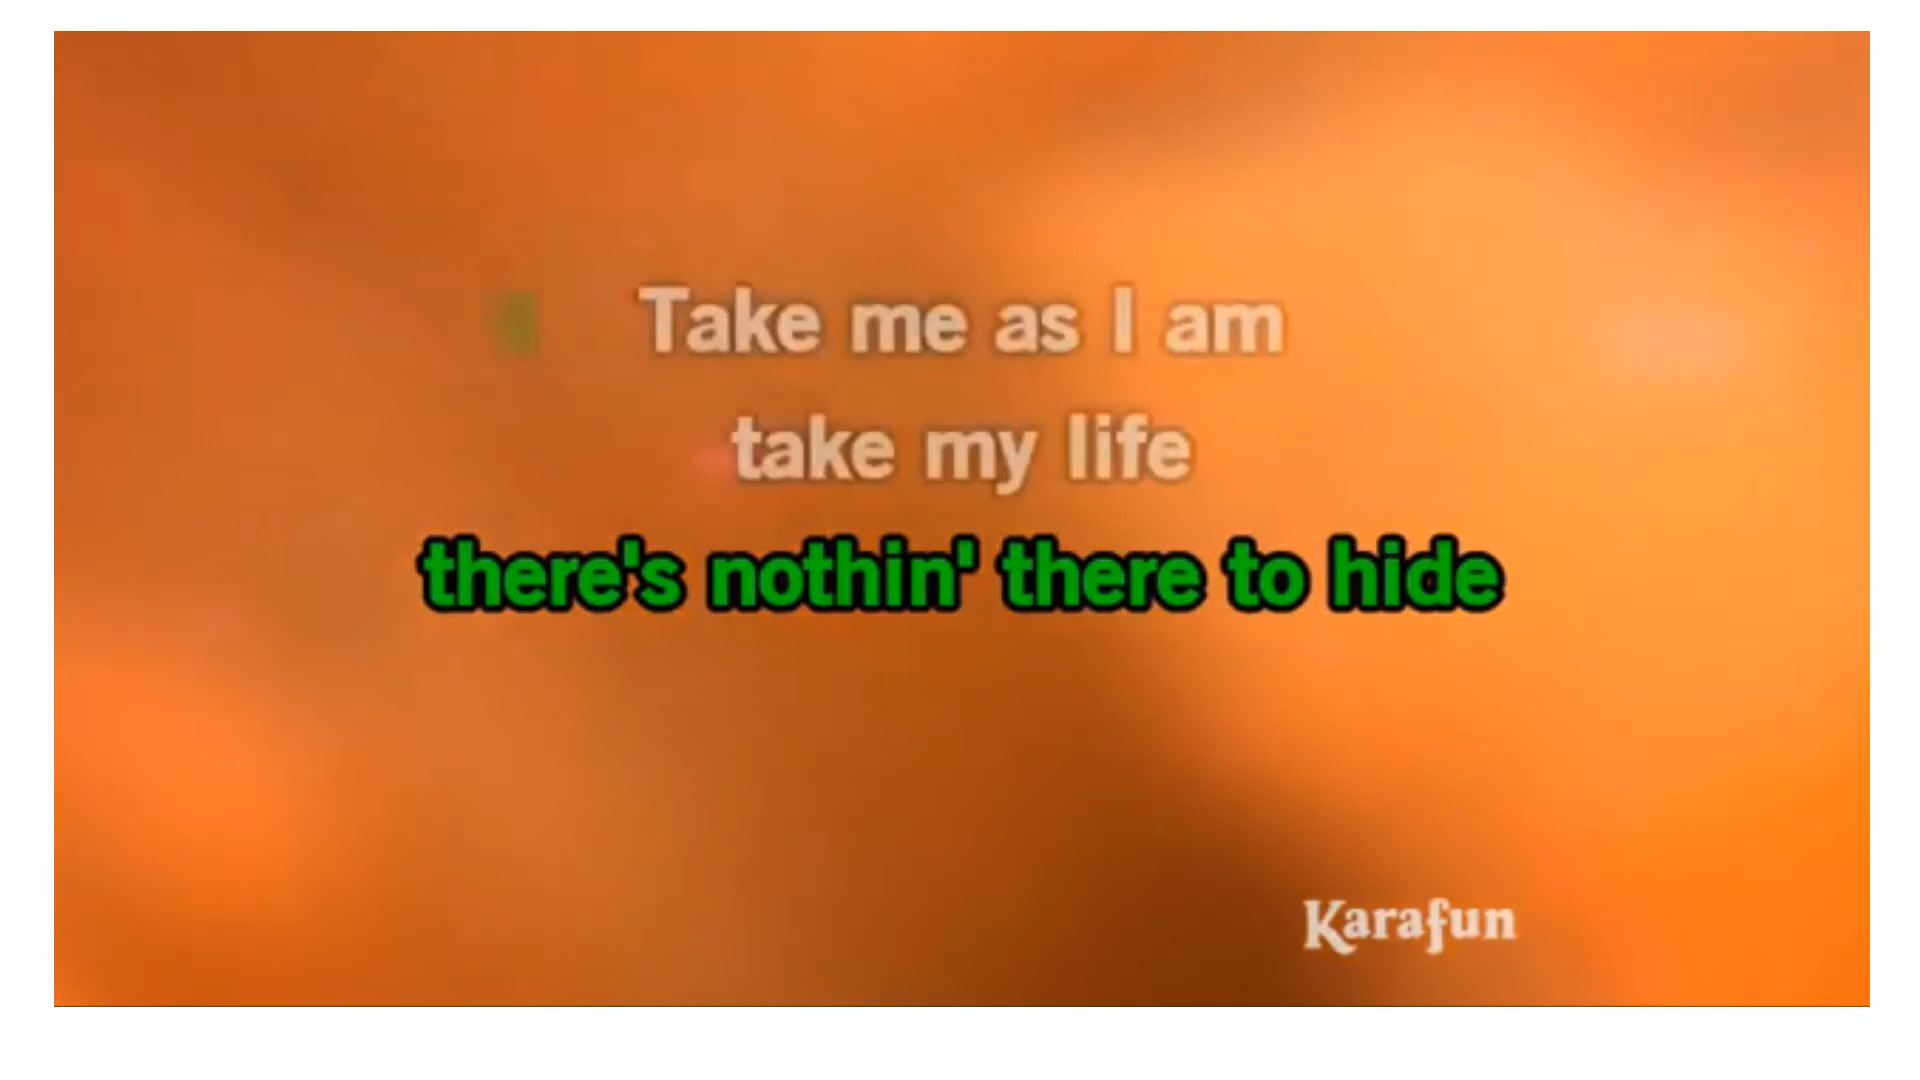 Take me as I am
take my life
there's nothin' there to hide
Karafun